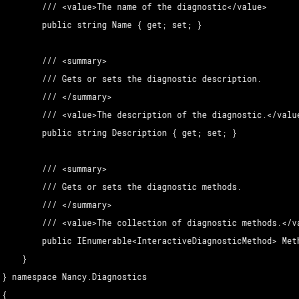 /// <value>The name of the diagnostic</value>
public string Name { get; set; }
/// <summary>
/// Gets or sets the diagnostic description.
/// </summary>
/// <value>The description of the diagnostic.</value
public string Description { get; set; }
/// <summary>
/// Gets or sets the diagnostic methods.
/// </summary>
/// <value>The collection of diagnostic methods.</va
public IEnumerable<InteractiveDiagnosticMethod> Meth
}
} namespace Nancy.Diagnostics
{